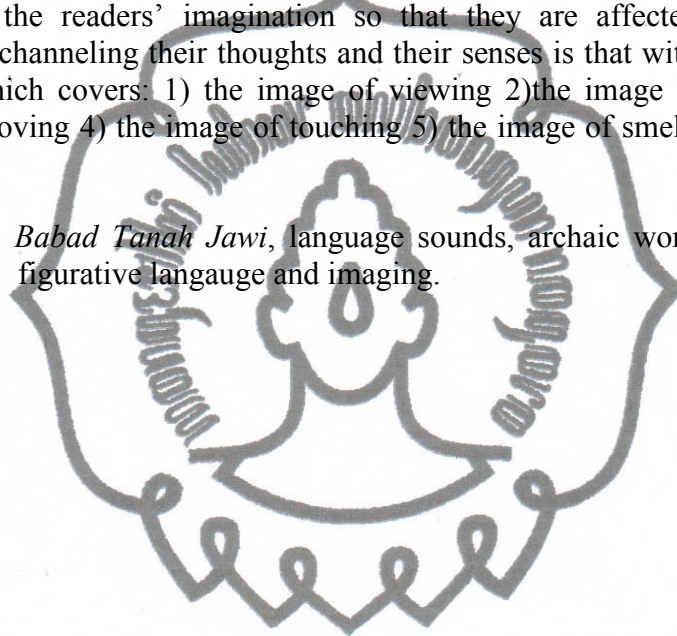 the readers’ imagination so that they are affecte
channeling their thoughts and their senses is that wit
hich covers: 1) the image of viewing 2)the image
oving 4) the image of touching 5) the image of smel
Babad Tanah Jawi, language sounds, archaic wor
figurative langauge and imaging.